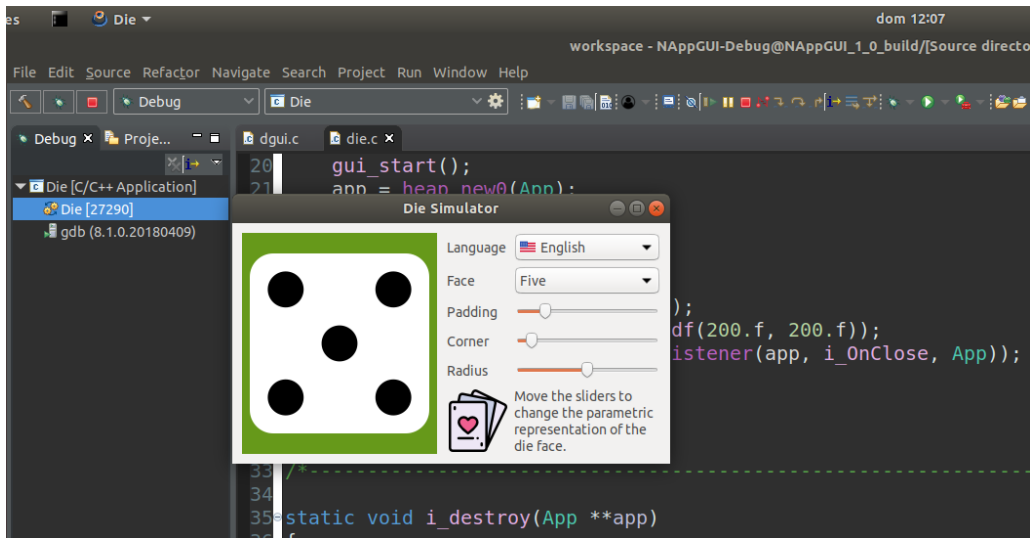 es Die dom 12:07
workspace - NAppGUI-Debug@NAppGUI_1_0_build/[Source directo
File Edit Source Refactor Navigate Search Project Run Window Help
Debug Die
Debug Proje... dgui.c die.c
20 gui_start();
21 app = heap_new0(App);
Die [C/C++ Application]
Die [27290]
gdb (8.1.0.20180409)
Die Simulator
Language English
Face Five
Padding
Corner
Radius
Move the sliders to
change the parametric
representation of the
die face.
);
df(200.f, 200.f));
istener(app, i_OnClose, App));
33 /*------------------------------------------------------------
34
35 static void i_destroy(App **app)